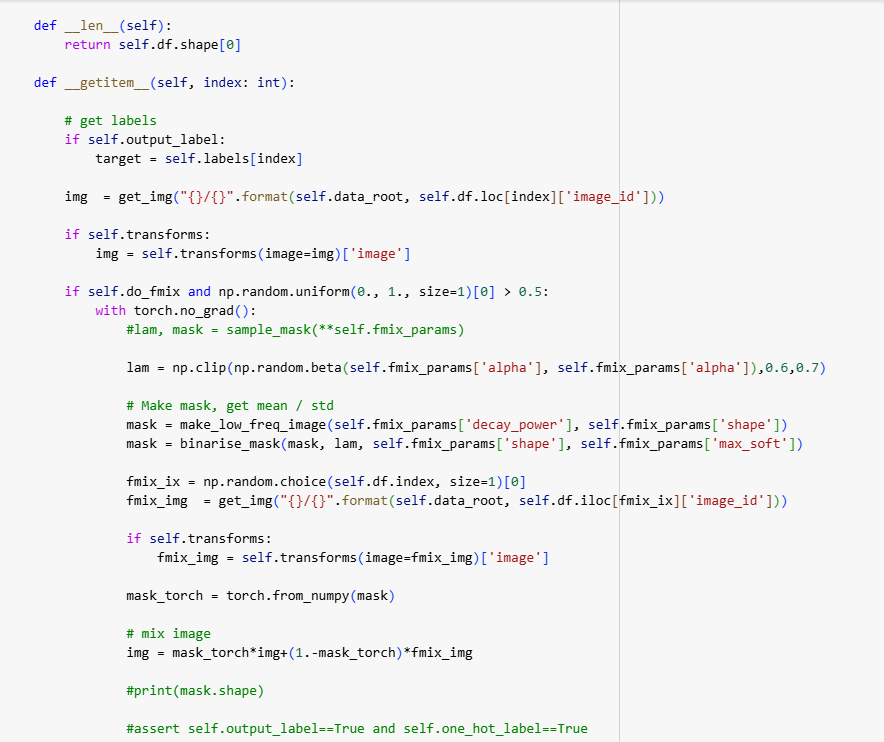 def __len__(self):
    return self.df.shape[0]

def __getitem__(self, index: int):

    # get labels
    if self.output_label:
        target = self.labels[index]

    img  = get_img("{}/{}".format(self.data_root, self.df.loc[index]['image_id']))

    if self.transforms:
        img = self.transforms(image=img)['image']

    if self.do_fmix and np.random.uniform(0., 1., size=1)[0] > 0.5:
        with torch.no_grad():
            #lam, mask = sample_mask(**self.fmix_params)

            lam = np.clip(np.random.beta(self.fmix_params['alpha'], self.fmix_params['alpha']),0.6,0.7)

            # Make mask, get mean / std
            mask = make_low_freq_image(self.fmix_params['decay_power'], self.fmix_params['shape'])
            mask = binarise_mask(mask, lam, self.fmix_params['shape'], self.fmix_params['max_soft'])

            fmix_ix = np.random.choice(self.df.index, size=1)[0]
            fmix_img  = get_img("{}/{}".format(self.data_root, self.df.iloc[fmix_ix]['image_id']))

            if self.transforms:
                fmix_img = self.transforms(image=fmix_img)['image']

            mask_torch = torch.from_numpy(mask)

            # mix image
            img = mask_torch*img+(1.-mask_torch)*fmix_img

            #print(mask.shape)

            #assert self.output_label==True and self.one_hot_label==True